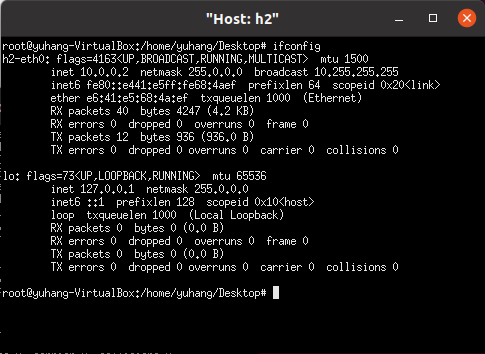 "Host: h2"
root@yuhang-VirtualBox:/home/yuhang/Desktop# ifconfig
h2-eth0: flags=4163<UP,BROADCAST,RUNNING,MULTICAST>  mtu 1500
        inet 10.0.0.2  netmask 255.0.0.0  broadcast 10.255.255.255
        inet6 fe80::e441:e5ff:fe68:4aef  prefixlen 64  scopeid 0x20<link>
        ether e6:41:e5:68:4a:ef  txqueuelen 1000  (Ethernet)
        RX packets 40  bytes 4247 (4.2 KB)
        RX errors 0  dropped 0  overruns 0  frame 0
        TX packets 12  bytes 936 (936.0 B)
        TX errors 0  dropped 0 overruns 0  carrier 0  collisions 0
lo: flags=73<UP,LOOPBACK,RUNNING>  mtu 65536
        inet 127.0.0.1  netmask 255.0.0.0
        inet6 ::1  prefixlen 128  scopeid 0x10<host>
        loop  txqueuelen 1000  (Local Loopback)
        RX packets 0  bytes 0 (0.0 B)
        RX errors 0  dropped 0  overruns 0  frame 0
        TX packets 0  bytes 0 (0.0 B)
        TX errors 0  dropped 0 overruns 0  carrier 0  collisions 0
root@yuhang-VirtualBox:/home/yuhang/Desktop#